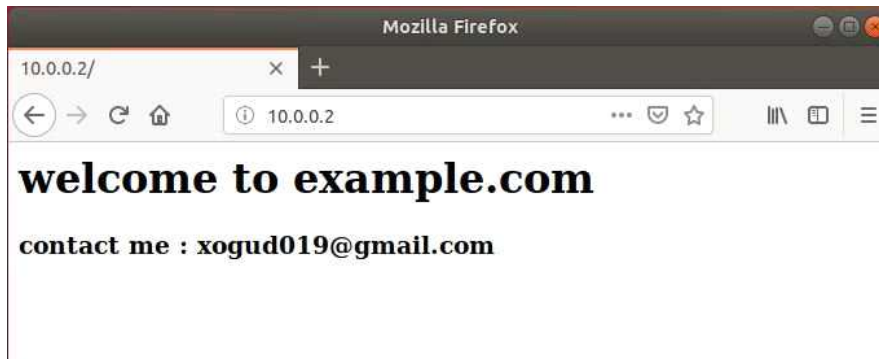 Mozilla Firefox
10.0.0.2/
10.0.0.2
welcome to example.com
contact me : xogud019@gmail.com